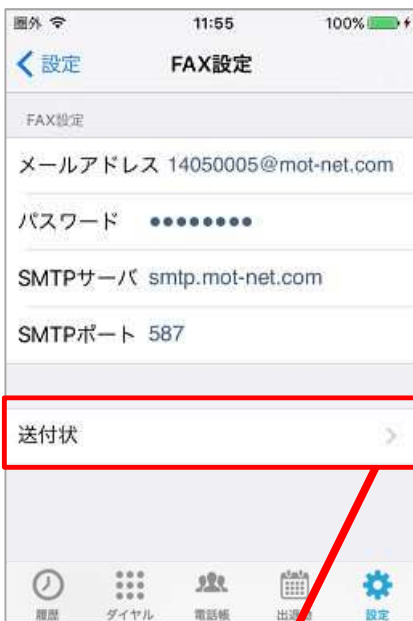 圏外 11:55 100%
設定 FAX設定
FAX設定
メールアドレス 14050005@mot-net.com
パスワード ●●●●●●●●
SMTPサーバ smtp.mot-net.com
SMTPポート 587
送付状
履歴 ダイヤル 電話帳 設定